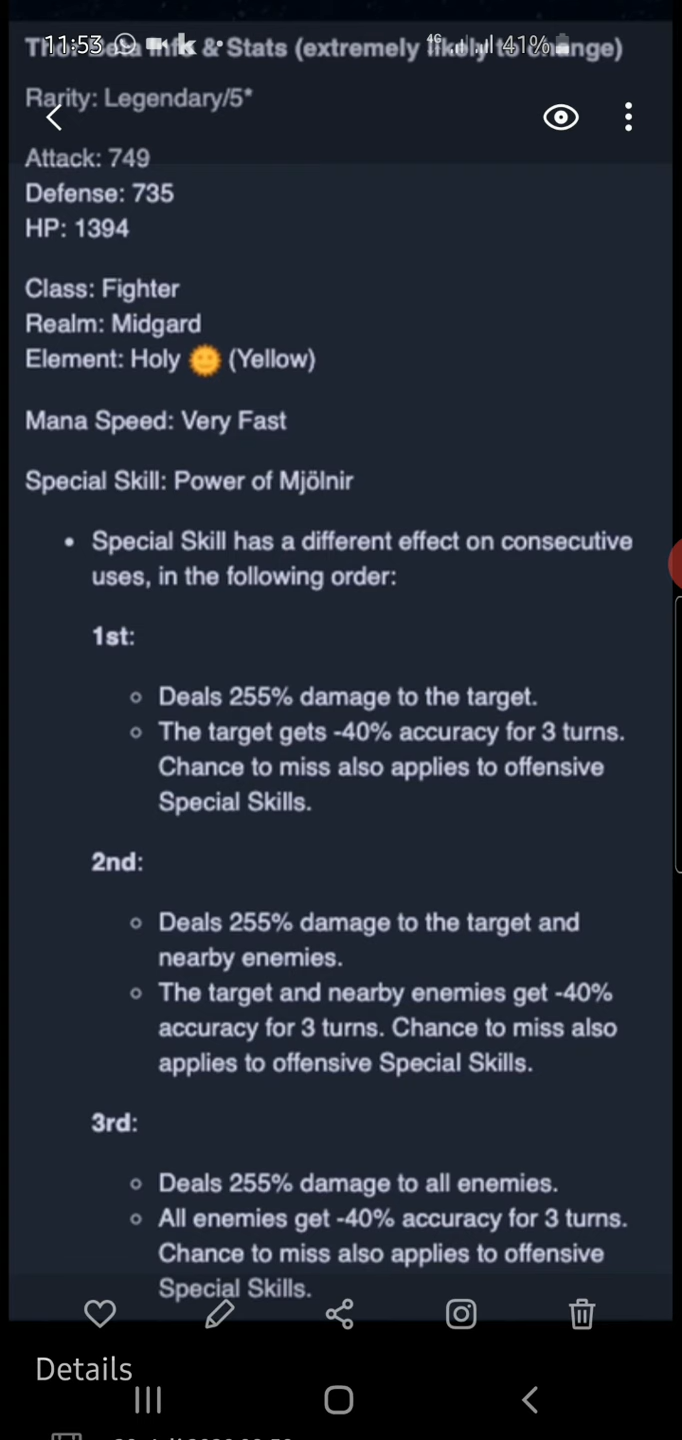 11:53 4G 41%
& Stats (extremely likely to change)
Rarity: Legendary/5*
Attack: 749
Defense: 735
HP: 1394
Class: Fighter
Realm: Midgard
Element: Holy 🌞 (Yellow)
Mana Speed: Very Fast
Special Skill: Power of Mjölnir
• Special Skill has a different effect on consecutive
uses, in the following order:
1st:
○ Deals 255% damage to the target.
○ The target gets -40% accuracy for 3 turns.
Chance to miss also applies to offensive
Special Skills.
2nd:
○ Deals 255% damage to the target and
nearby enemies.
○ The target and nearby enemies get -40%
accuracy for 3 turns. Chance to miss also
applies to offensive Special Skills.
3rd:
○ Deals 255% damage to all enemies.
○ All enemies get -40% accuracy for 3 turns.
Chance to miss also applies to offensive
Special Skills.
Details